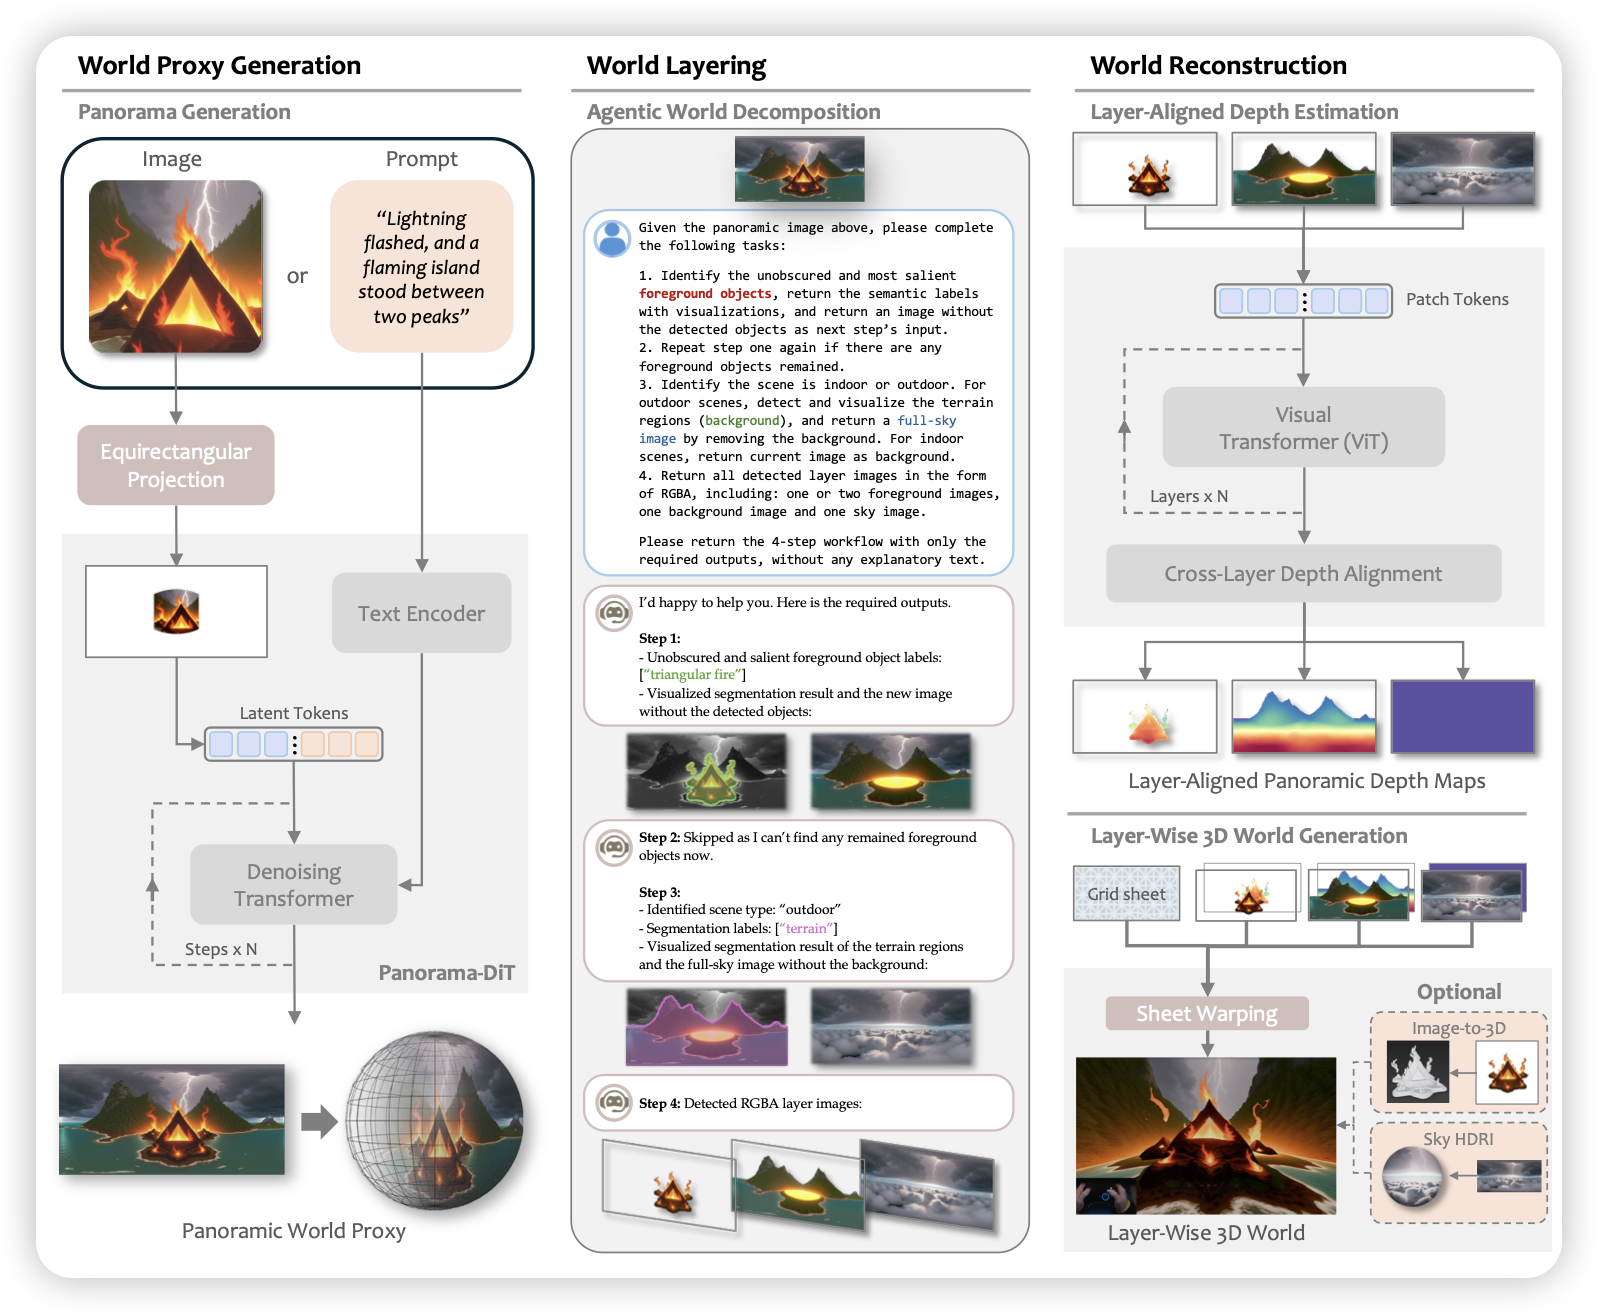 World Proxy Generation
Panorama Generation
Image
Prompt
“Lightning
flashed, and a
flaming island
stood between
two peaks”
or
Equirectangular
Projection
Text Encoder
Latent Tokens
Denoising
Transformer
Steps x N
Panorama-DiT
Panoramic World Proxy
World Layering
Agentic World Decomposition
Given the panoramic image above, please complete
the following tasks:
1. Identify the unobscured and most salient
foreground objects, return the semantic labels
with visualizations, and return an image without
the detected objects as next step’s input.
2. Repeat step one again if there are any
foreground objects remained.
3. Identify the scene is indoor or outdoor. For
outdoor scenes, detect and visualize the terrain
regions (background), and return a full-sky
image by removing the background. For indoor
scenes, return current image as background.
4. Return all detected layer images in the form
of RGBA, including: one or two foreground images,
one background image and one sky image.
Please return the 4-step workflow with only the
required outputs, without any explanatory text.
I’d happy to help you. Here is the required outputs.
Step 1:
- Unobscured and salient foreground object labels:
[“triangular fire”]
- Visualized segmentation result and the new image
without the detected objects:
Step 2: Skipped as I can’t find any remained foreground
objects now.
Step 3:
- Identified scene type: “outdoor”
- Segmentation labels: [“terrain”]
- Visualized segmentation result of the terrain regions
and the full-sky image without the background:
Step 4: Detected RGBA layer images:
World Reconstruction
Layer-Aligned Depth Estimation
Patch Tokens
Visual
Transformer (ViT)
Layers x N
Cross-Layer Depth Alignment
Layer-Aligned Panoramic Depth Maps
Layer-Wise 3D World Generation
Grid sheet
Sheet Warping
Optional
Image-to-3D
Sky HDRI
Layer-Wise 3D World